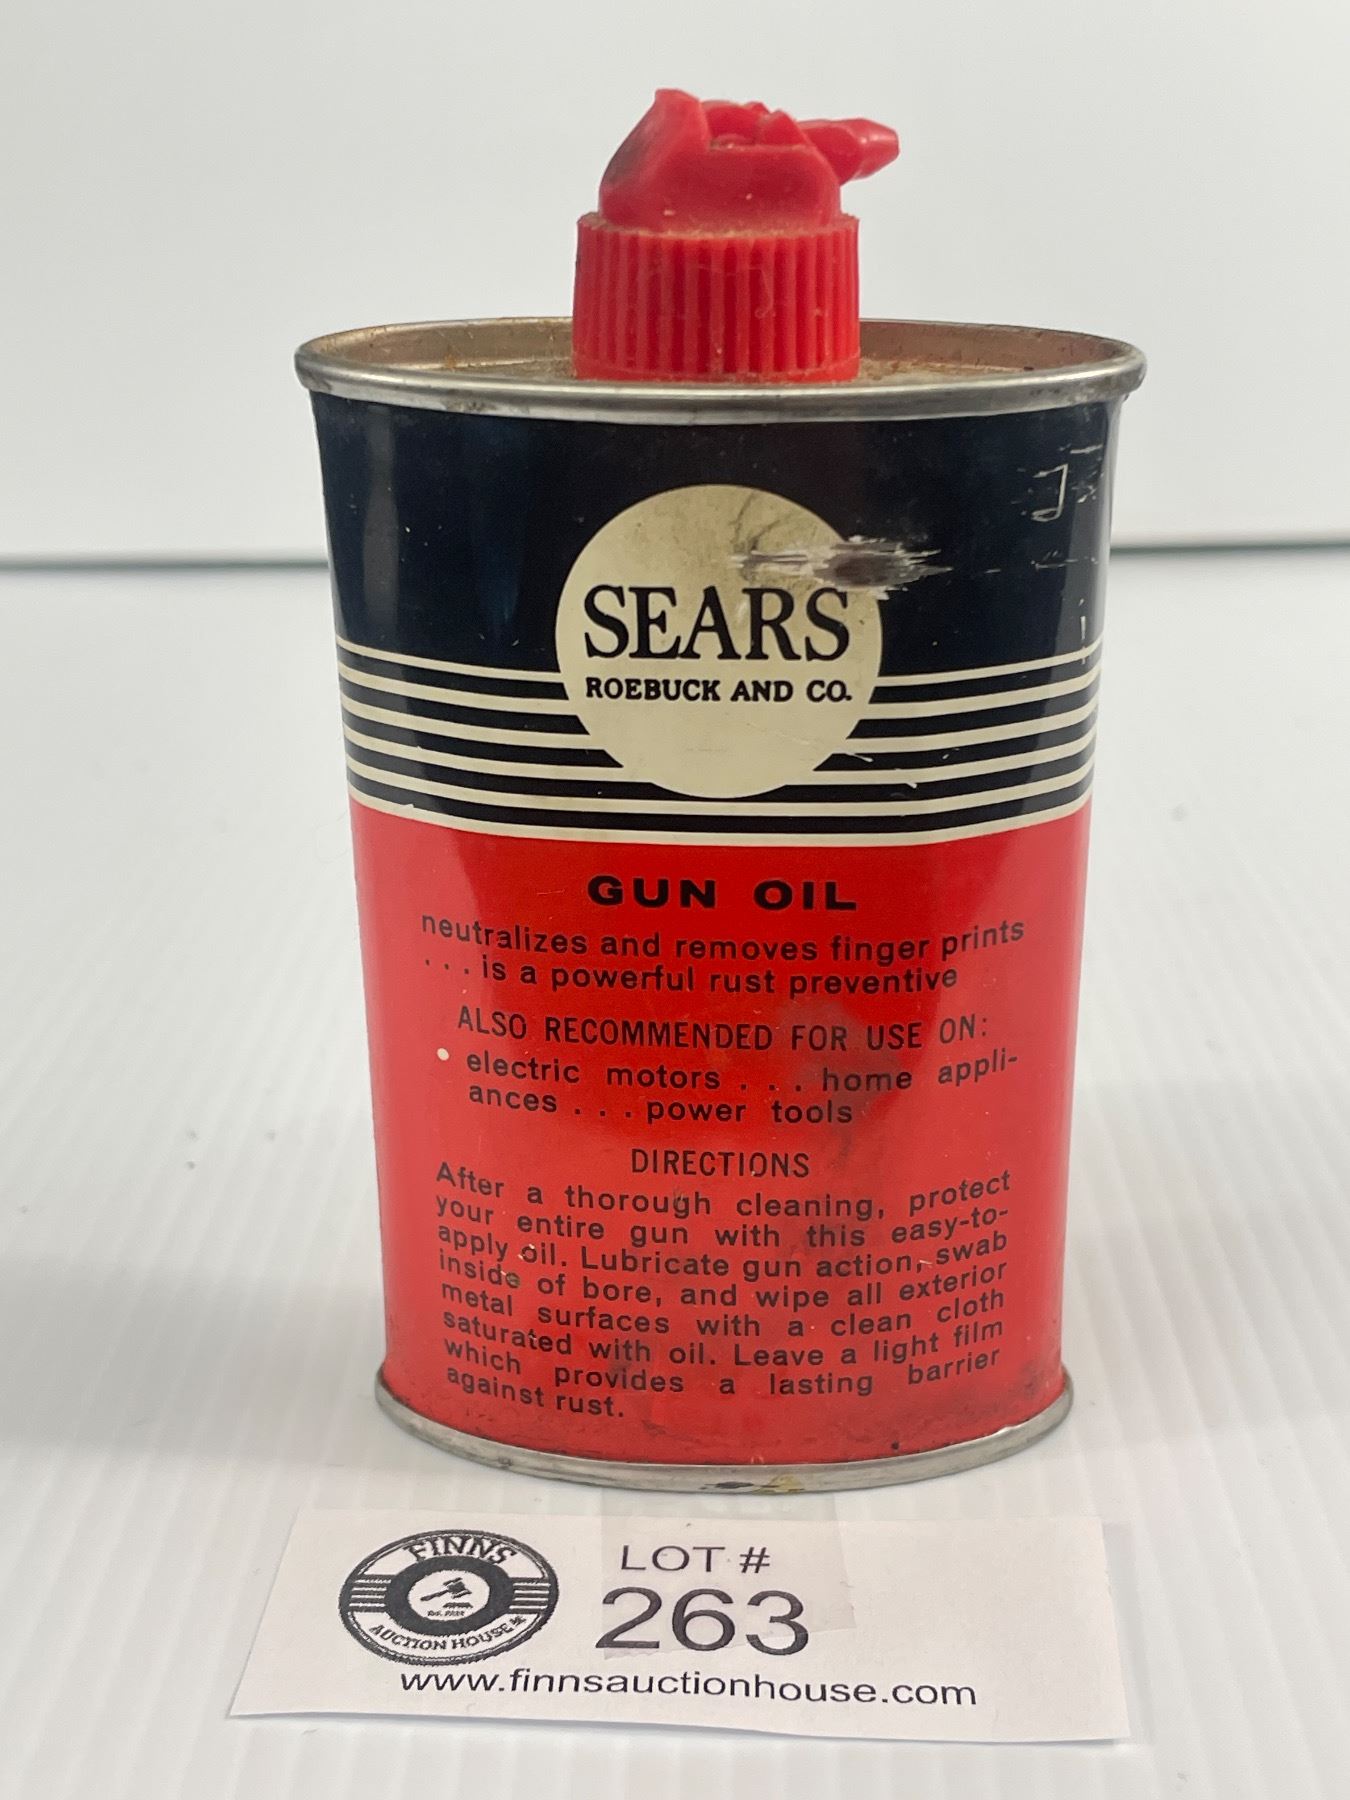 SEARS
ROEBUCK AND CO.
GUN OIL
neutralizes and removes finger prints
. . . is a powerful rust preventive
ALSO RECOMMENDED FOR USE ON:
• electric motors . . . home appli-
ances . . . power tools
DIRECTIONS
After a thorough cleaning, protect
your entire gun with this easy-to-
apply oil. Lubricate gun action, swab
inside of bore, and wipe all exterior
metal surfaces with a clean cloth
saturated with oil. Leave a light film
which provides a lasting barrier
against rust.
FINNS
AUCTION HOUSE
LOT #
263
www.finnsauctionhouse.com